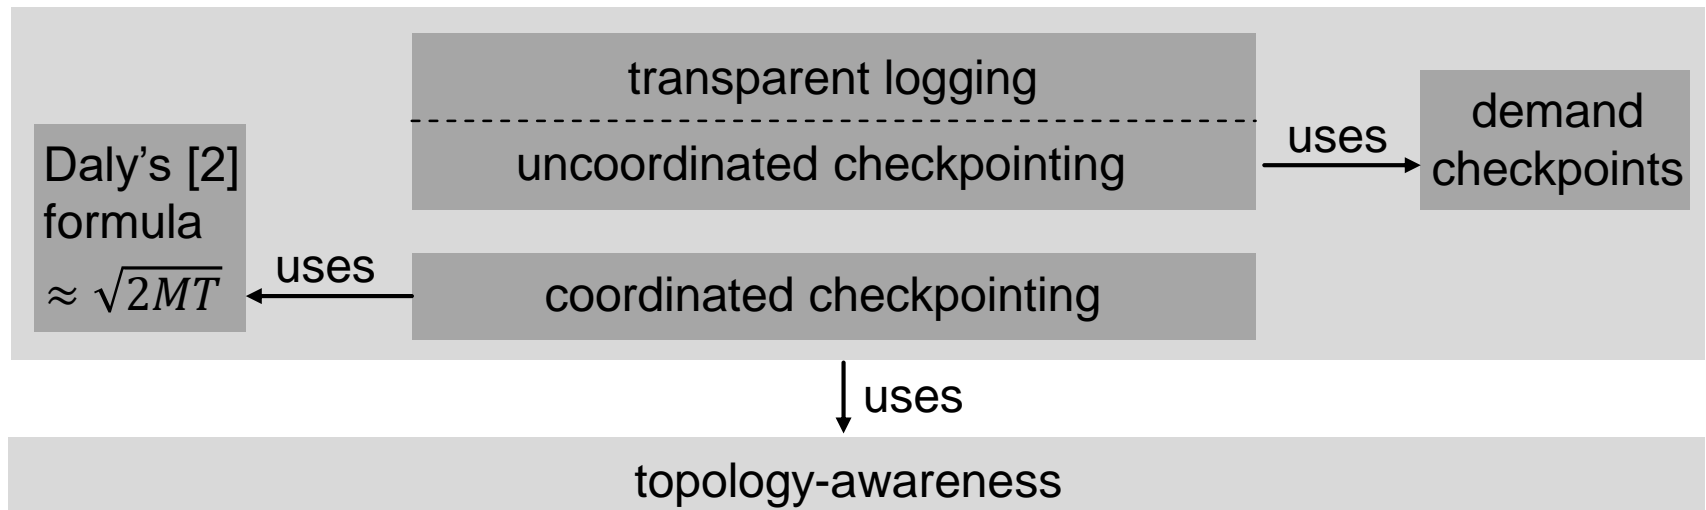 transparent logging
uncoordinated checkpointing
uses
demand
checkpoints
Daly's [2]
formula
≈ √2MT
uses
coordinated checkpointing
uses
topology-awareness